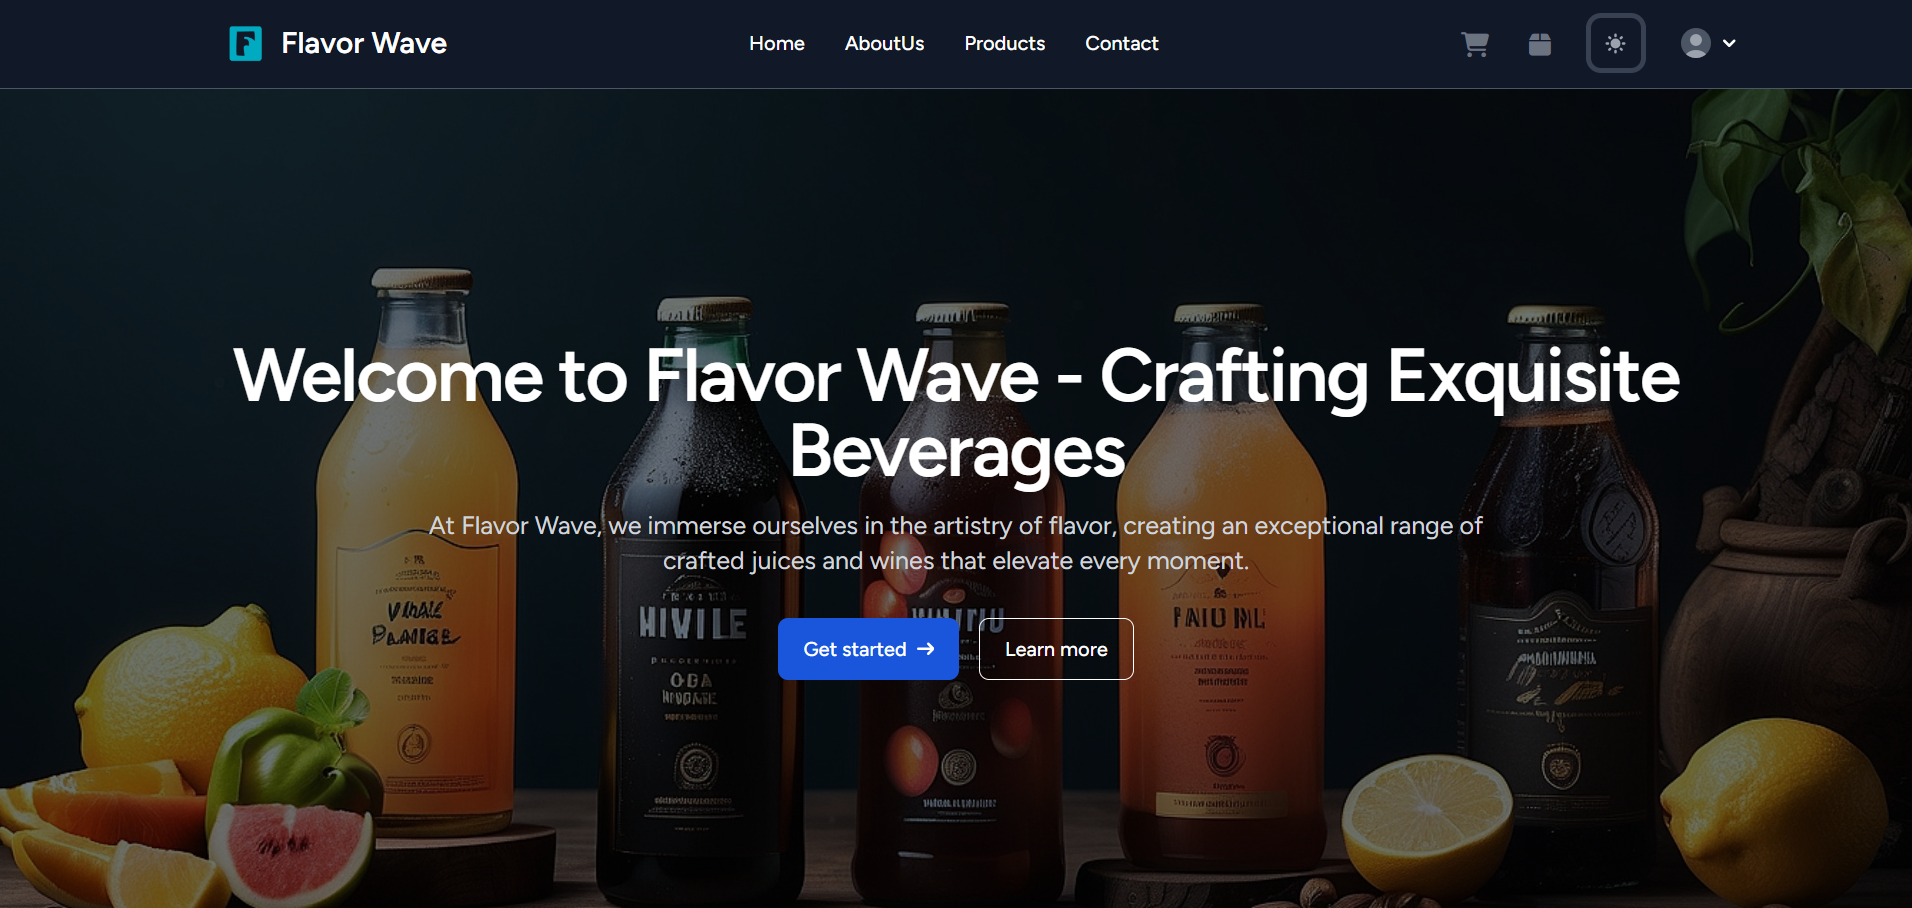 Flavor Wave
Home
AboutUs
Products
Contact
Welcome to Flavor Wave - Crafting Exquisite
Beverages
At Flavor Wave, we immerse ourselves in the artistry of flavor, creating an exceptional range of
crafted juices and wines that elevate every moment.
Get started
Learn more
HIVILE